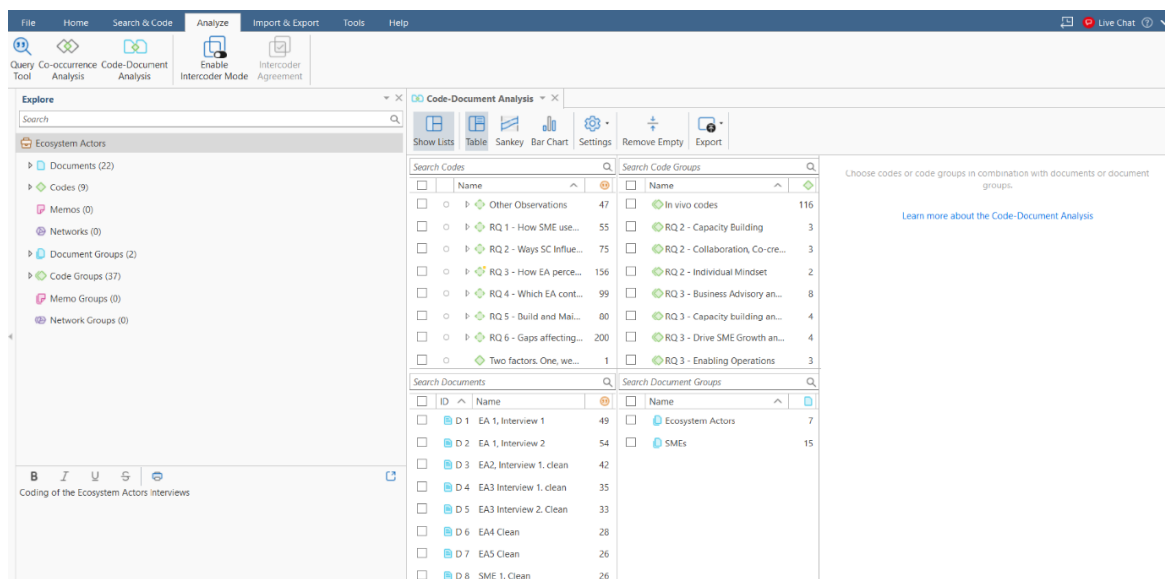 File Home Search & Code Analyze Import & Export Tools Help Live Chat
Query Tool Co-occurrence Analysis Code-Document Analysis Enable Intercoder Mode Intercoder Agreement
Explore
Search
Ecosystem Actors
Documents (22)
Codes (9)
Memos (0)
Networks (0)
Document Groups (2)
Code Groups (37)
Memo Groups (0)
Network Groups (0)
B I U S
Coding of the Ecosystem Actors Interviews
Code-Document Analysis
Show Lists Table Sankey Bar Chart Settings Remove Empty Export
Search Codes
Name
Other Observations 47
RQ 1 - How SME use... 55
RQ 2 - Ways SC Influe... 75
RQ 3 - How EA perce... 156
RQ 4 - Which EA cont... 99
RQ 5 - Build and Mai... 80
RQ 6 - Gaps affecting... 200
Two factors. One, we... 1
Search Code Groups
Name
In vivo codes 116
RQ 2 - Capacity Building 3
RQ 2 - Collaboration, Co-cre... 3
RQ 2 - Individual Mindset 2
RQ 3 - Business Advisory an... 8
RQ 3 - Capacity building an... 4
RQ 3 - Drive SME Growth an... 4
RQ 3 - Enabling Operations 3
Search Documents
ID Name
D 1 EA 1, Interview 1 49
D 2 EA 1, Interview 2 54
D 3 EA2, Interview 1. clean 42
D 4 EA3 Interview 1. clean 35
D 5 EA3 Interview 2. Clean 33
D 6 EA4 Clean 28
D 7 EA5 Clean 26
D 8 SME 1. Clean 26
Search Document Groups
Name
Ecosystem Actors 7
SMEs 15
Choose codes or code groups in combination with documents or document
groups.
Learn more about the Code-Document Analysis